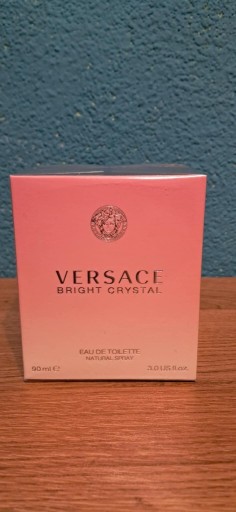 VERSACE
BRIGHT CRYSTAL
EAU DE TOILETTE
NATURAL SPRAY
90 ml ℮ 3.0 US fl.oz.